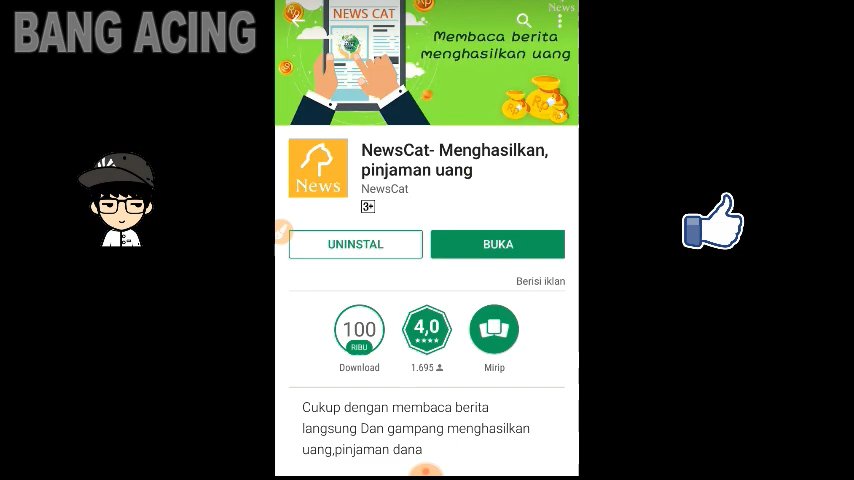 BANG ACING
NEWS CAT
News
Membaca berita
menghasilkan uang
Rp
News
NewsCat- Menghasilkan,
pinjaman uang
NewsCat
3+
UNINSTAL
BUKA
Berisi iklan
100
RIBU
4,0
Download
1.695
Mirip
Cukup dengan membaca berita
langsung Dan gampang menghasilkan
uang,pinjaman dana